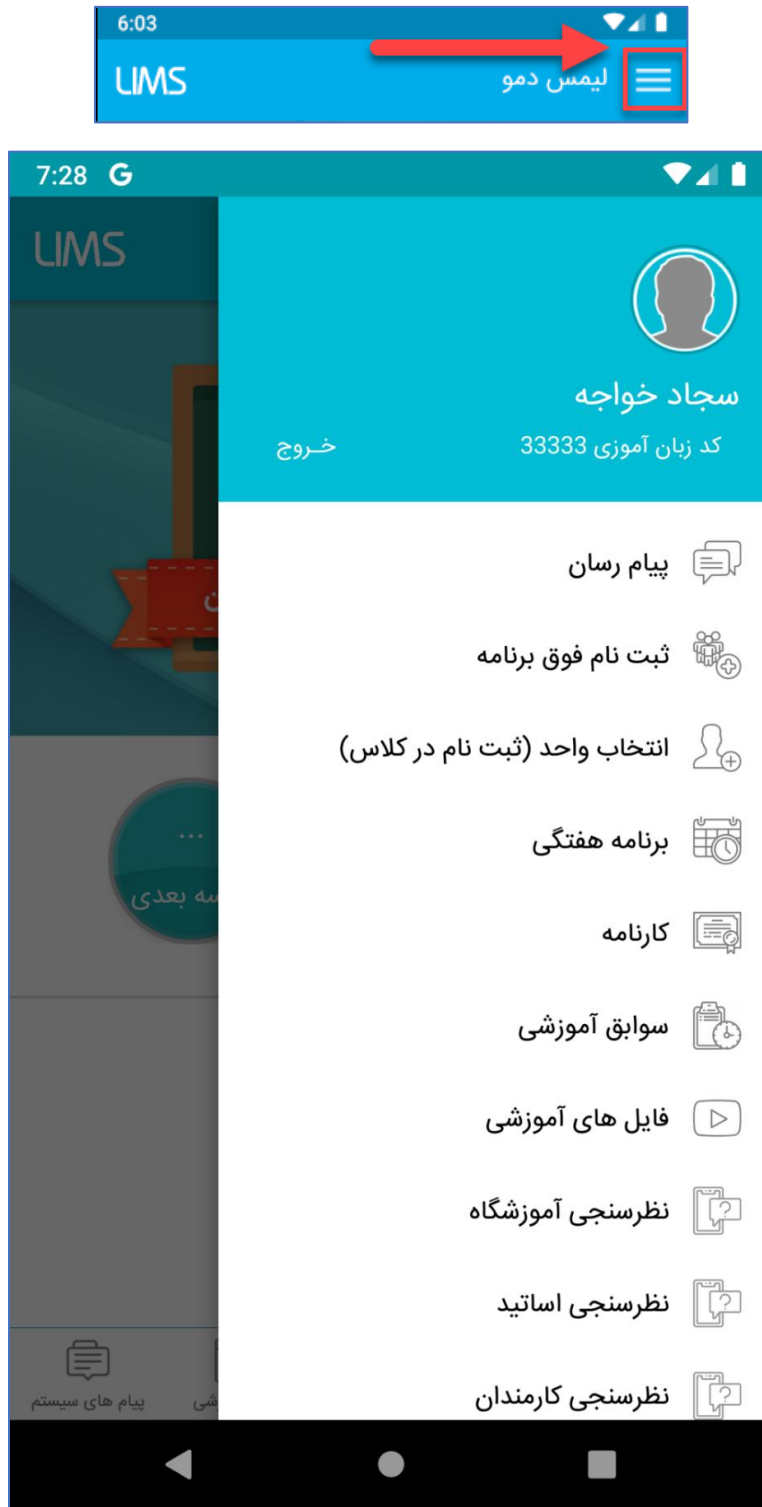 6:03
LIMS
لیمس دمو
7:28 G
LIMS
سجاد خواجه
کد زبان آموزی 33333
خـروج
پیام رسان
ثبت نام فوق برنامه
انتخاب واحد (ثبت نام در کلاس)
برنامه هفتگی
کارنامه
سوابق آموزشی
فایل های آموزشی
نظرسنجی آموزشگاه
نظرسنجی اساتید
نظرسنجی کارمندان
...
بعدی
پیام های سیستم